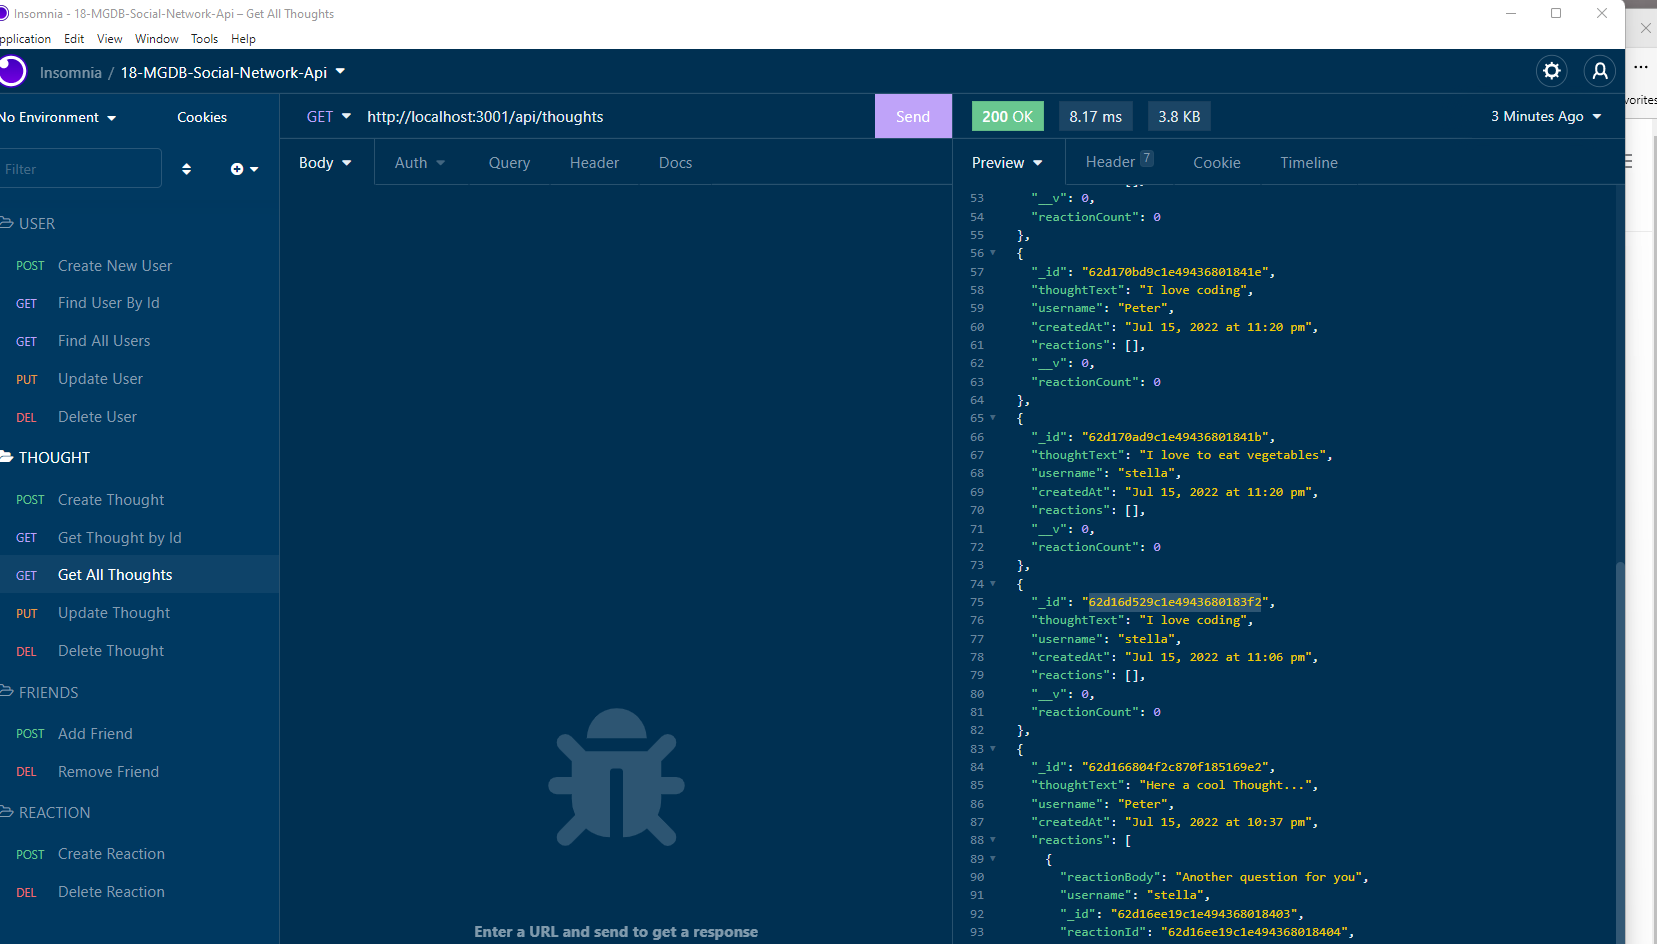 Insomnia - 18-MGDB-Social-Network-Api – Get All Thoughts
pplication Edit View Window Tools Help
Insomnia / 18-MGDB-Social-Network-Api
No Environment Cookies
Filter
USER
POST Create New User
GET Find User By Id
GET Find All Users
PUT Update User
DEL Delete User
THOUGHT
POST Create Thought
GET Get Thought by Id
GET Get All Thoughts
PUT Update Thought
DEL Delete Thought
FRIENDS
POST Add Friend
DEL Remove Friend
REACTION
POST Create Reaction
DEL Delete Reaction
GET http://localhost:3001/api/thoughts Send
Body Auth Query Header Docs
Enter a URL and send to get a response
200 OK 8.17 ms 3.8 KB 3 Minutes Ago
Preview Header 7 Cookie Timeline
53 "__v": 0,
54 "reactionCount": 0
55 },
56 {
57 "_id": "62d170bd9c1e49436801841e",
58 "thoughtText": "I love coding",
59 "username": "Peter",
60 "createdAt": "Jul 15, 2022 at 11:20 pm",
61 "reactions": [],
62 "__v": 0,
63 "reactionCount": 0
64 },
65 {
66 "_id": "62d170ad9c1e49436801841b",
67 "thoughtText": "I love to eat vegetables",
68 "username": "stella",
69 "createdAt": "Jul 15, 2022 at 11:20 pm",
70 "reactions": [],
71 "__v": 0,
72 "reactionCount": 0
73 },
74 {
75 "_id": "62d16d529c1e4943680183f2",
76 "thoughtText": "I love coding",
77 "username": "stella",
78 "createdAt": "Jul 15, 2022 at 11:06 pm",
79 "reactions": [],
80 "__v": 0,
81 "reactionCount": 0
82 },
83 {
84 "_id": "62d166804f2c870f185169e2",
85 "thoughtText": "Here a cool Thought...",
86 "username": "Peter",
87 "createdAt": "Jul 15, 2022 at 10:37 pm",
88 "reactions": [
89 {
90 "reactionBody": "Another question for you",
91 "username": "stella",
92 "_id": "62d16ee19c1e494368018403",
93 "reactionId": "62d16ee19c1e494368018404",
vorites